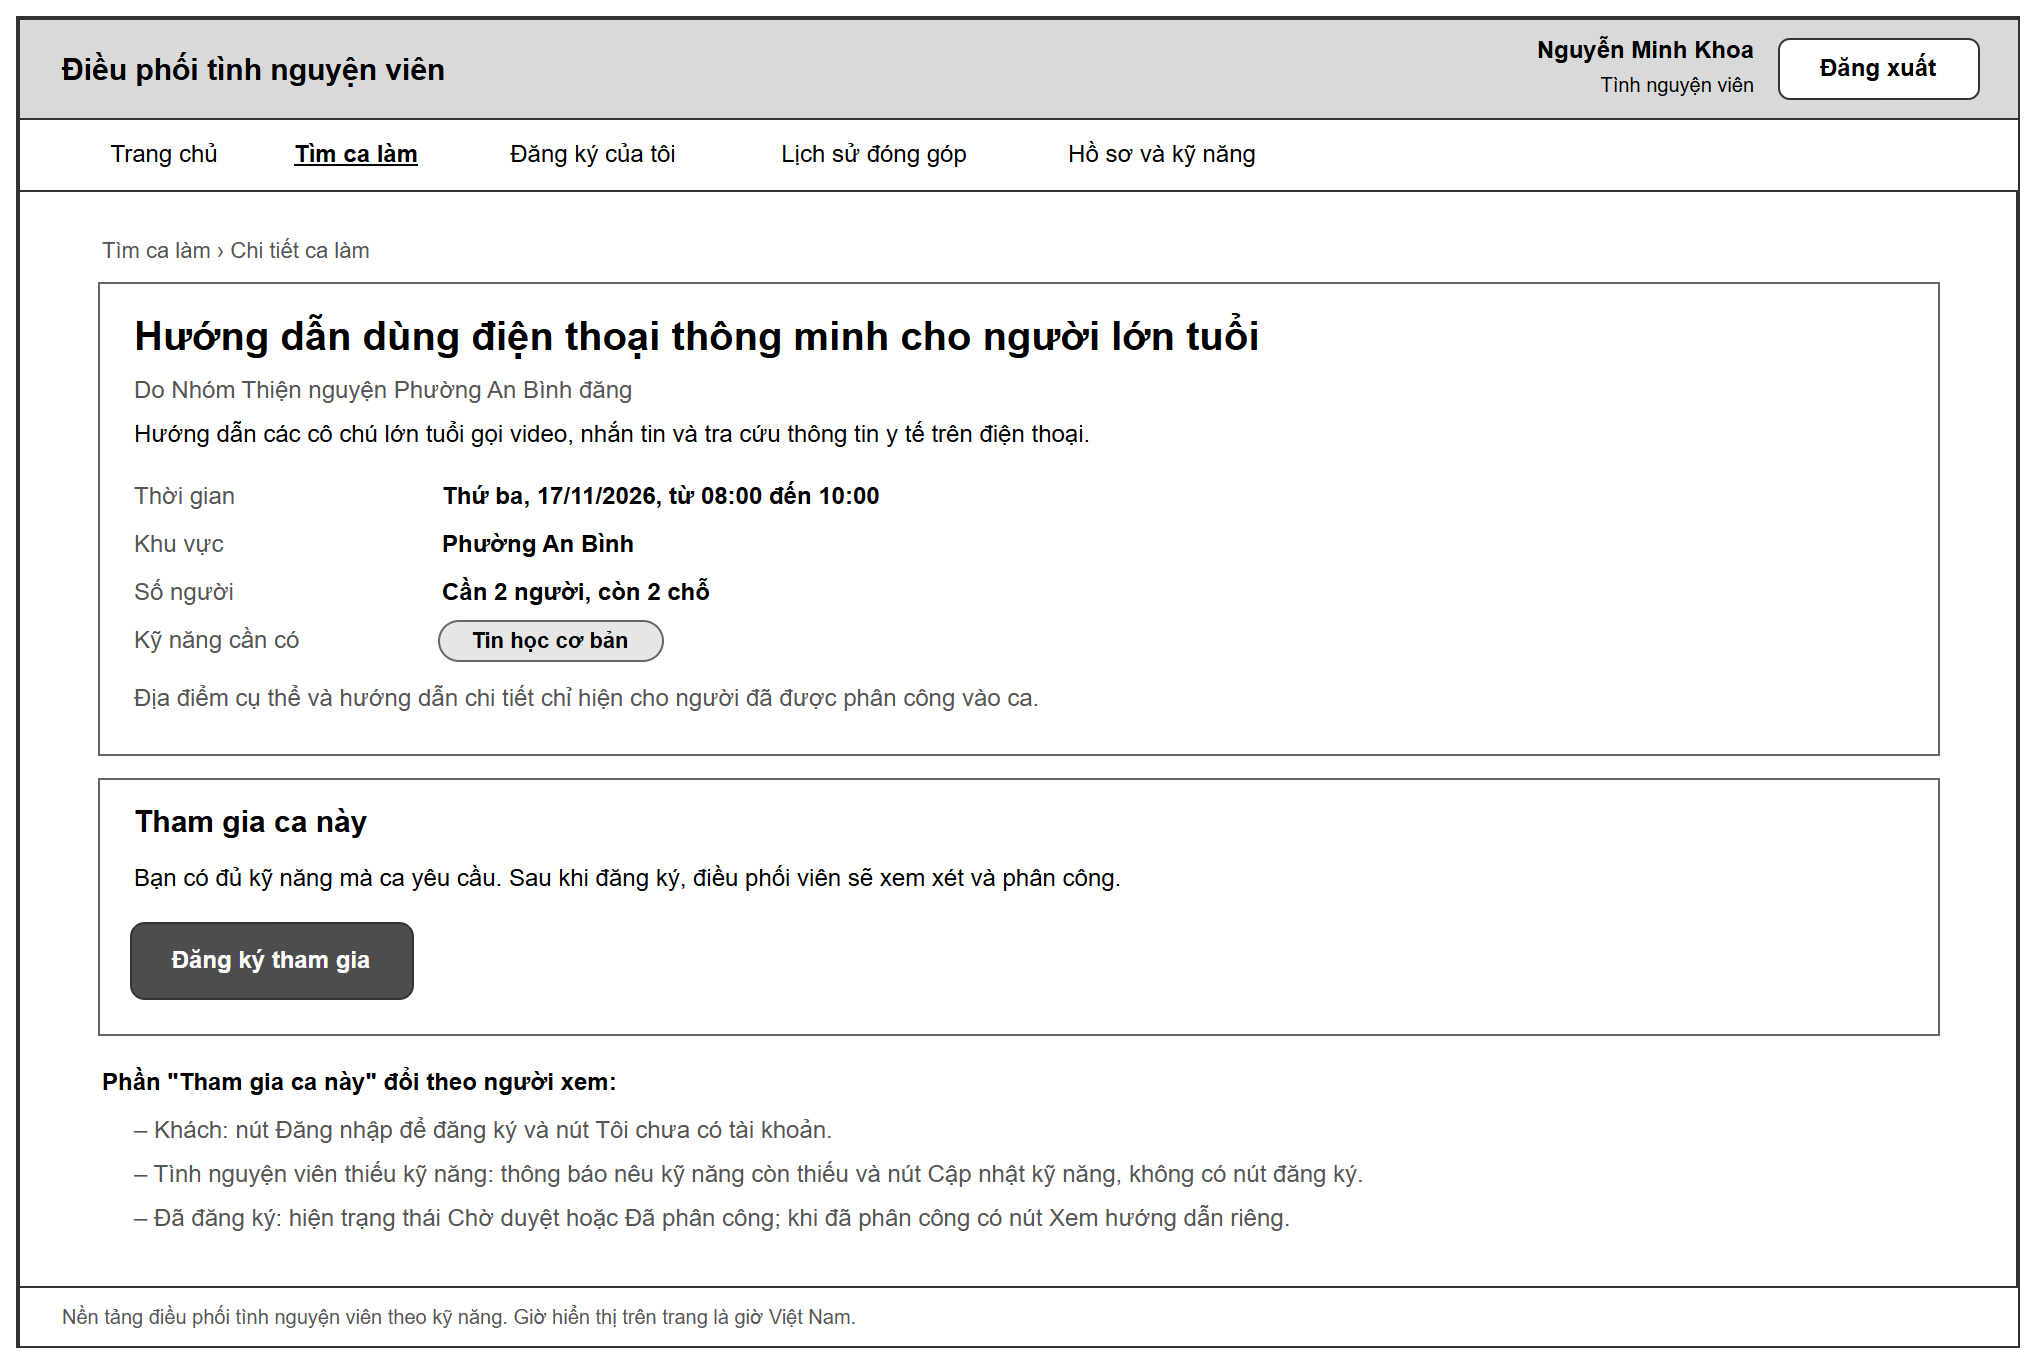 Điều phối tình nguyện viên
Nguyễn Minh Khoa
Tình nguyện viên
Đăng xuất
Trang chủ
Tìm ca làm
Đăng ký của tôi
Lịch sử đóng góp
Hồ sơ và kỹ năng
Tìm ca làm › Chi tiết ca làm
Hướng dẫn dùng điện thoại thông minh cho người lớn tuổi
Do Nhóm Thiện nguyện Phường An Bình đăng
Hướng dẫn các cô chú lớn tuổi gọi video, nhắn tin và tra cứu thông tin y tế trên điện thoại.
Thời gian Thứ ba, 17/11/2026, từ 08:00 đến 10:00
Khu vực Phường An Bình
Số người Cần 2 người, còn 2 chỗ
Kỹ năng cần có Tin học cơ bản
Địa điểm cụ thể và hướng dẫn chi tiết chỉ hiện cho người đã được phân công vào ca.
Tham gia ca này
Bạn có đủ kỹ năng mà ca yêu cầu. Sau khi đăng ký, điều phối viên sẽ xem xét và phân công.
Đăng ký tham gia
Phần "Tham gia ca này" đổi theo người xem:
– Khách: nút Đăng nhập để đăng ký và nút Tôi chưa có tài khoản.
– Tình nguyện viên thiếu kỹ năng: thông báo nêu kỹ năng còn thiếu và nút Cập nhật kỹ năng, không có nút đăng ký.
– Đã đăng ký: hiện trạng thái Chờ duyệt hoặc Đã phân công; khi đã phân công có nút Xem hướng dẫn riêng.
Nền tảng điều phối tình nguyện viên theo kỹ năng. Giờ hiển thị trên trang là giờ Việt Nam.